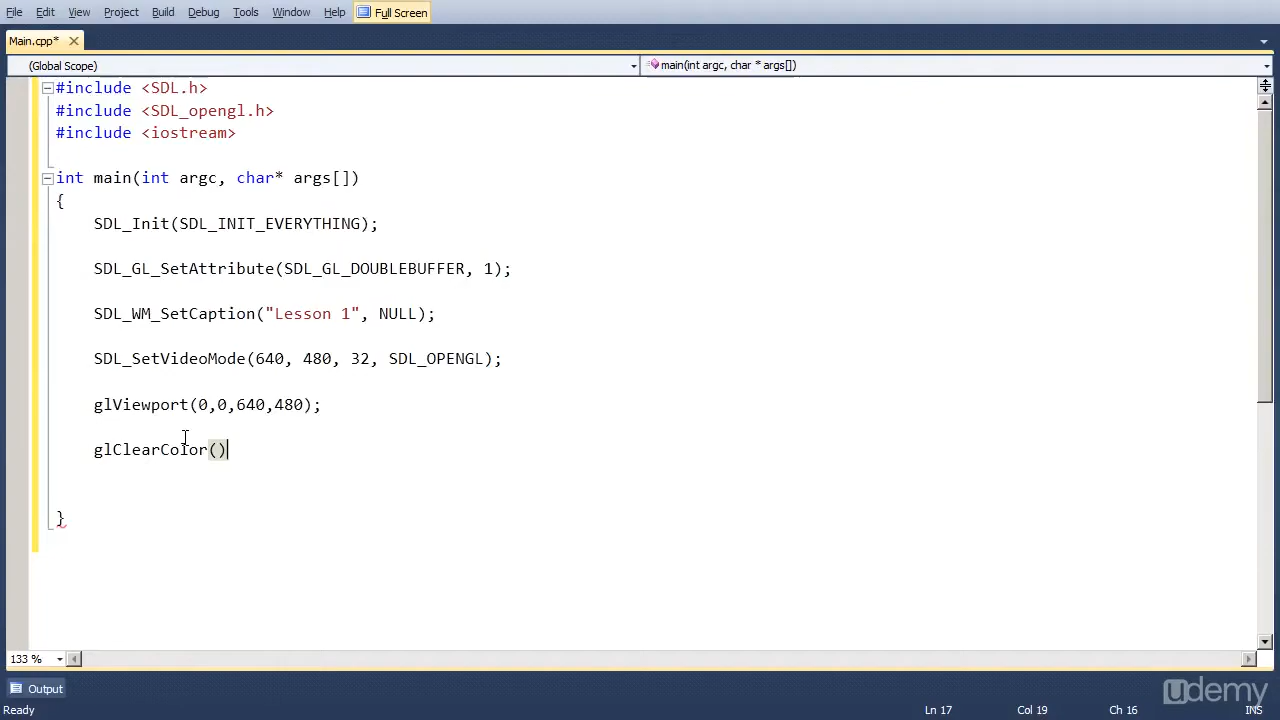 File Edit View Project Build Debug Tools Window Help Full Screen
Main.cpp*
(Global Scope) main(int argc, char * args[])
#include <SDL.h>
#include <SDL_opengl.h>
#include <iostream>
int main(int argc, char* args[])
{
SDL_Init(SDL_INIT_EVERYTHING);
SDL_GL_SetAttribute(SDL_GL_DOUBLEBUFFER, 1);
SDL_WM_SetCaption("Lesson 1", NULL);
SDL_SetVideoMode(640, 480, 32, SDL_OPENGL);
glViewport(0,0,640,480);
glClearColor()
}
133 %
Output
udemy
Ready Ln 17 Col 19 Ch 16 INS